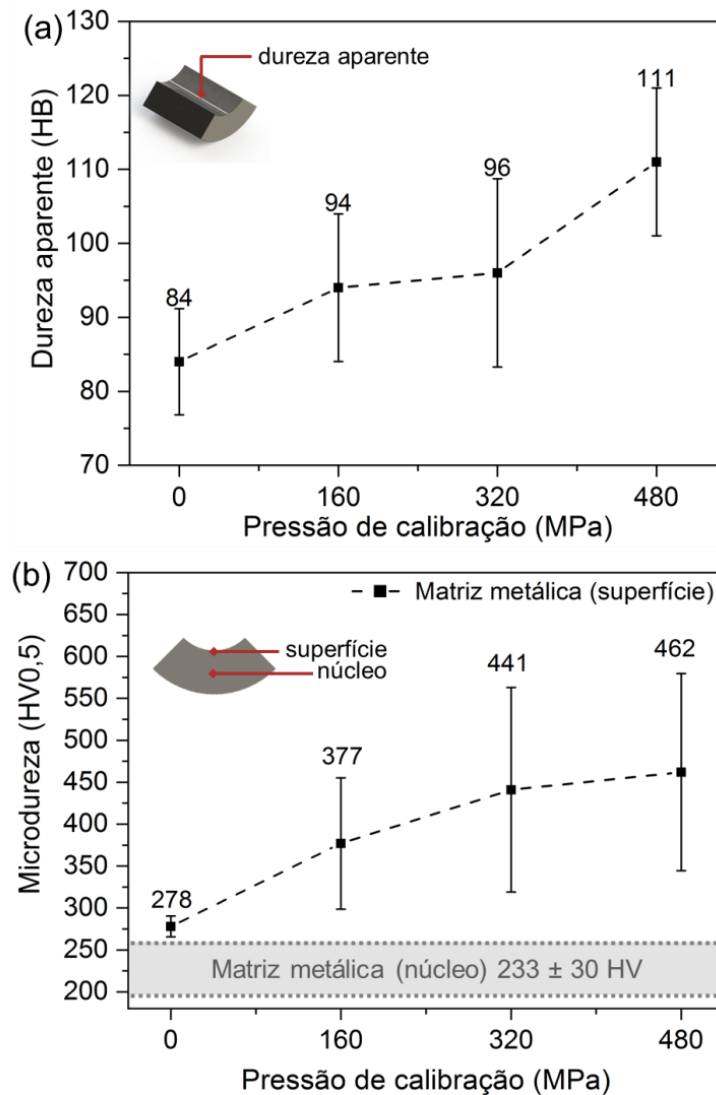 (a)
130
120
110
100
90
80
70
Dureza aparente (HB)
dureza aparente
84
94
96
111
0 160 320 480
Pressão de calibração (MPa)
(b)
700
650
600
550
500
450
400
350
300
250
200
Microdureza (HV0,5)
Matriz metálica (superfície)
superfície
núcleo
278
377
441
462
Matriz metálica (núcleo) 233 ± 30 HV
0 160 320 480
Pressão de calibração (MPa)